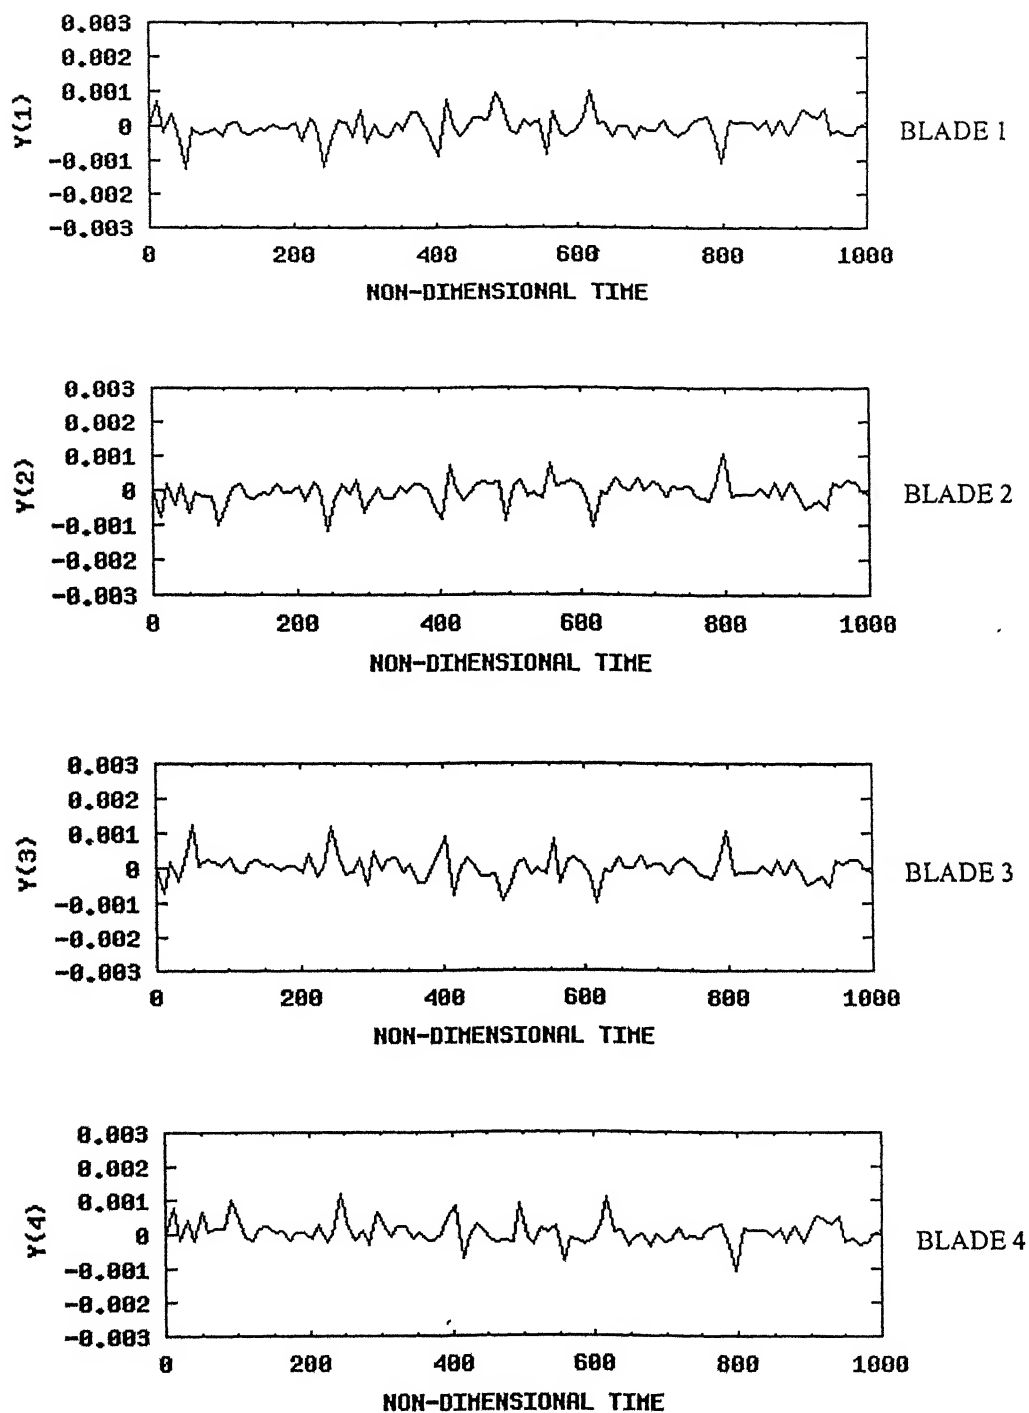 0.003
0.002
0.001
0
-0.001
-0.002
-0.003
Y(1)
0 200 400 600 800 1000
NON-DIMENSIONAL TIME
BLADE 1
0.003
0.002
0.001
0
-0.001
-0.002
-0.003
Y(2)
0 200 400 600 800 1000
NON-DIMENSIONAL TIME
BLADE 2
0.003
0.002
0.001
0
-0.001
-0.002
-0.003
Y(3)
0 200 400 600 800 1000
NON-DIMENSIONAL TIME
BLADE 3
0.003
0.002
0.001
0
-0.001
-0.002
-0.003
Y(4)
0 200 400 600 800 1000
NON-DIMENSIONAL TIME
BLADE 4